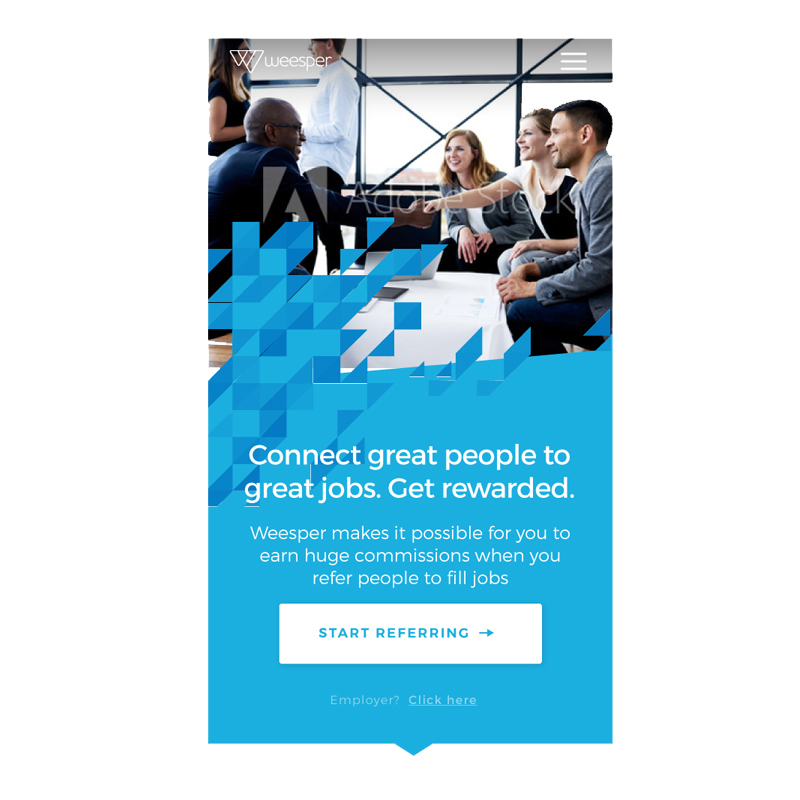 weesper
Adobe Stock
Connect great people to
great jobs. Get rewarded.
Weesper makes it possible for you to
earn huge commissions when you
refer people to fill jobs
START REFERRING →
Employer? Click here